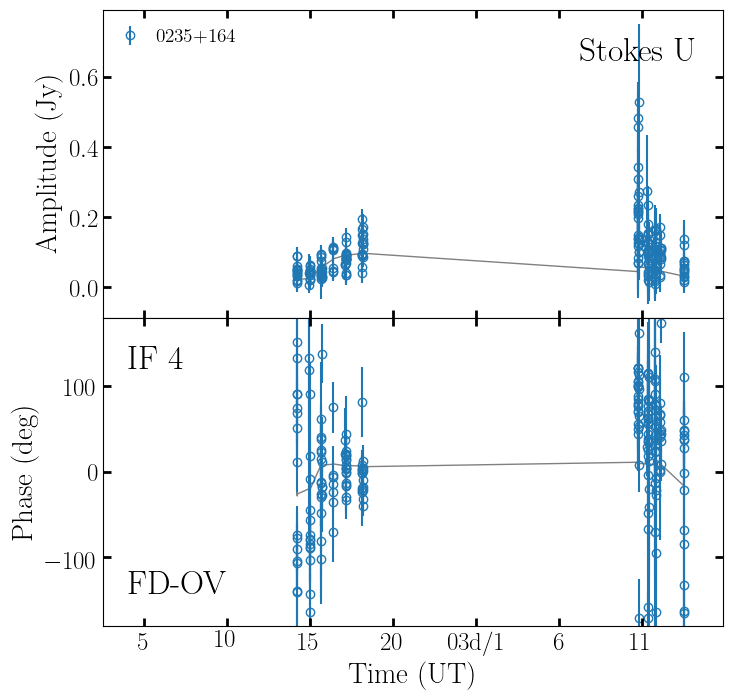 0235+164
Stokes U
Amplitude (Jy)
0.6
0.4
0.2
0.0
IF 4
Phase (deg)
100
0
−100
FD-OV
5 10 15 20 03d/1 6 11
Time (UT)